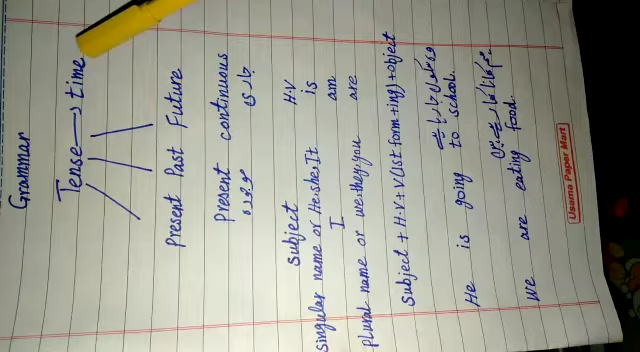 Grammar
Tense → time
Present Past Future
Present continuous
Subject H.V
Singular name or He.she.It is
I am
Plural name or we.they.you are
Subject + H.V + V(1st form+ing)+object
He is going to school.
We are eating food.
Usama Paper Mart